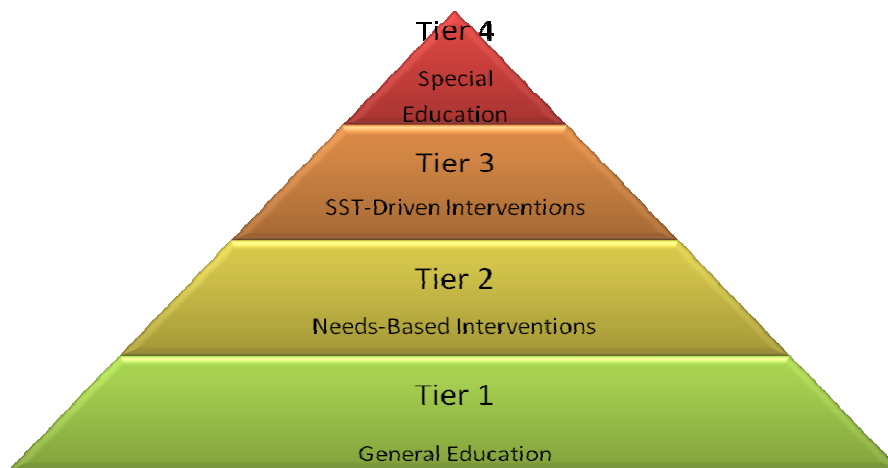 Tier 4
Special
Education
Tier 3
SST-Driven Interventions
Tier 2
Needs-Based Interventions
Tier 1
General Education